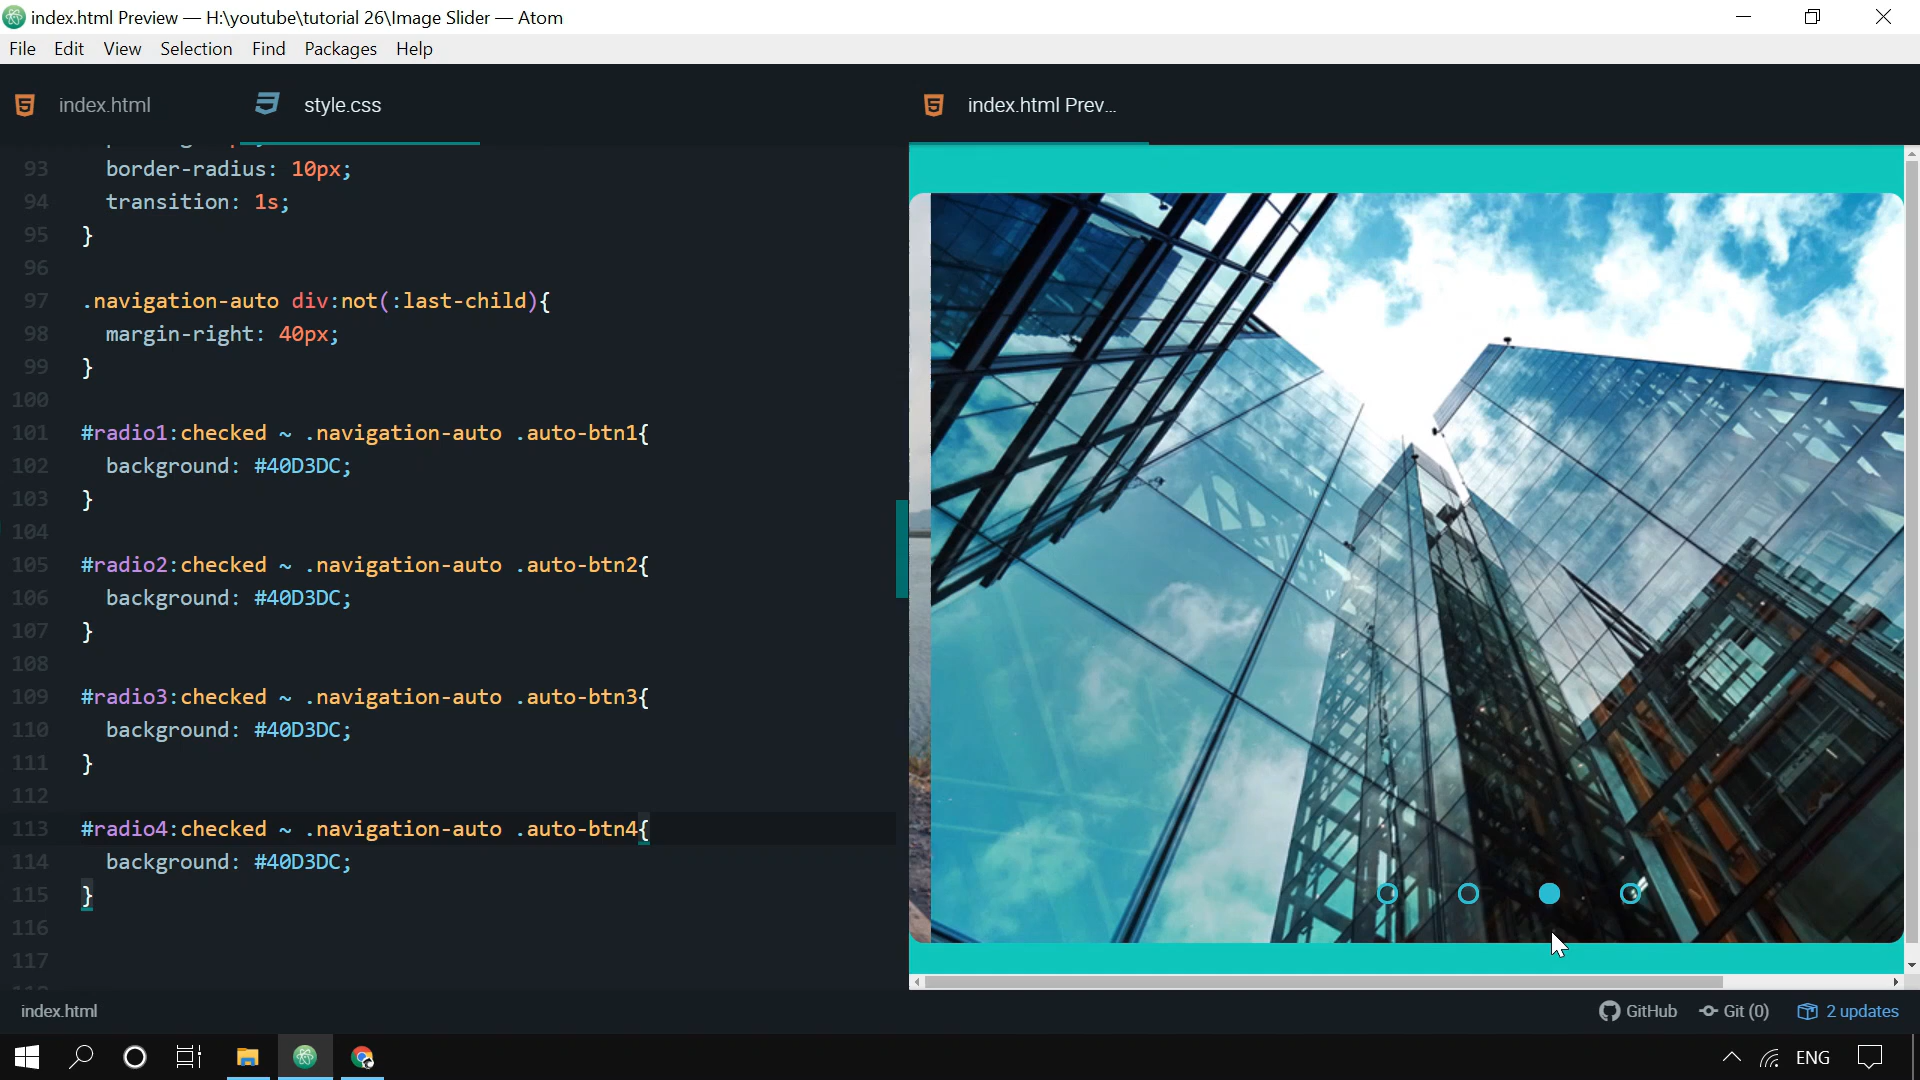 index.html Preview — H:\youtube\tutorial 26\Image Slider — Atom
File Edit View Selection Find Packages Help
index.html style.css index.html Prev...
93 border-radius: 10px;
94 transition: 1s;
95 }
96
97 .navigation-auto div:not(:last-child){
98 margin-right: 40px;
99 }
100
101 #radio1:checked ~ .navigation-auto .auto-btn1{
102 background: #40D3DC;
103 }
104
105 #radio2:checked ~ .navigation-auto .auto-btn2{
106 background: #40D3DC;
107 }
108
109 #radio3:checked ~ .navigation-auto .auto-btn3{
110 background: #40D3DC;
111 }
112
113 #radio4:checked ~ .navigation-auto .auto-btn4{
114 background: #40D3DC;
115 }
116
117
index.html GitHub Git (0) 2 updates
ENG